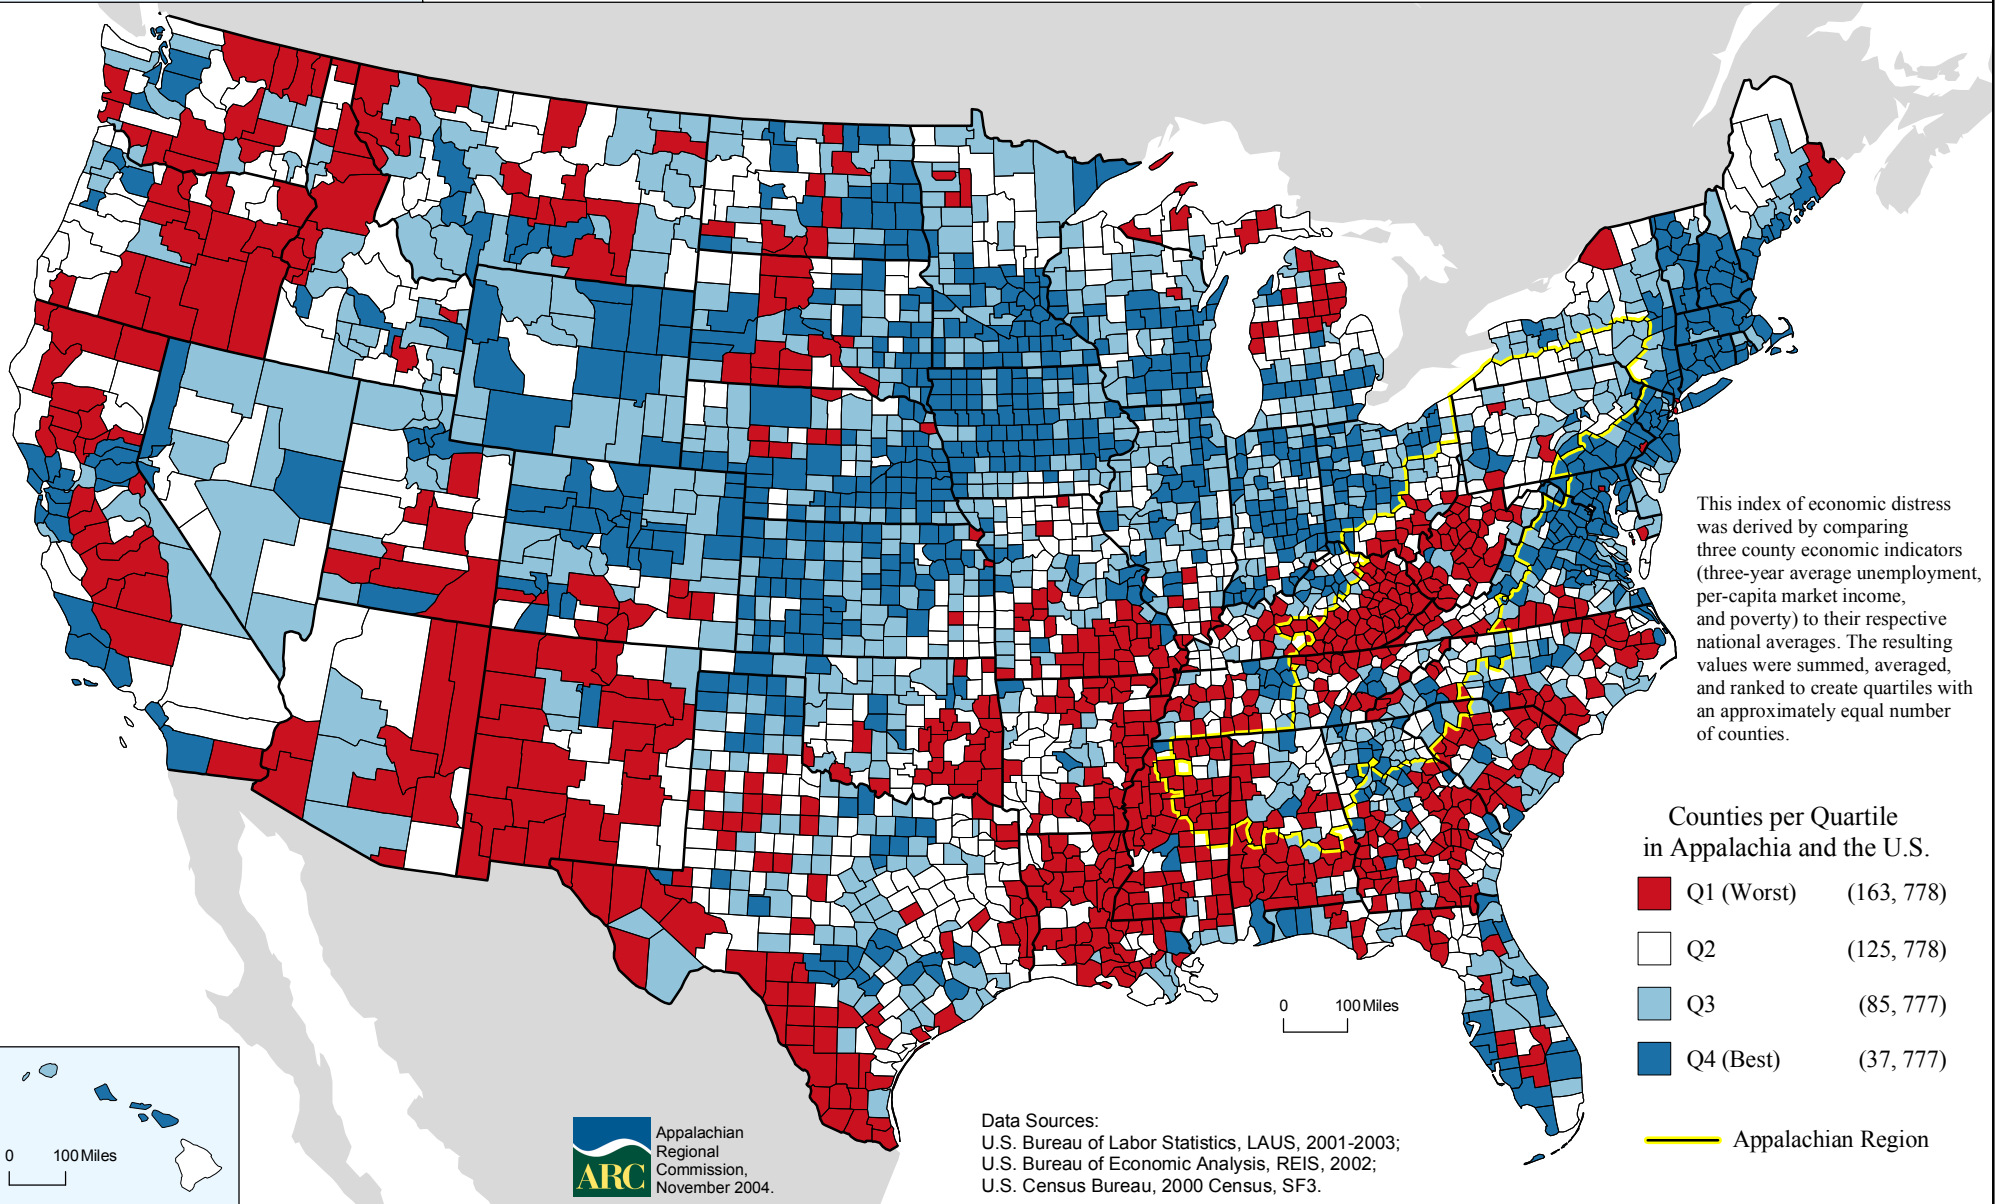 This index of economic distress
was derived by comparing
three county economic indicators
(three-year average unemployment,
per-capita market income,
and poverty) to their respective
national averages. The resulting
values were summed, averaged,
and ranked to create quartiles with
an approximately equal number
of counties.
Counties per Quartile
in Appalachia and the U.S.
Q1 (Worst) (163, 778)
Q2 (125, 778)
Q3 (85, 777)
Q4 (Best) (37, 777)
Appalachian Region
0 100 Miles
0 100 Miles
ARC
Appalachian
Regional
Commission,
November 2004.
Data Sources:
U.S. Bureau of Labor Statistics, LAUS, 2001-2003;
U.S. Bureau of Economic Analysis, REIS, 2002;
U.S. Census Bureau, 2000 Census, SF3.